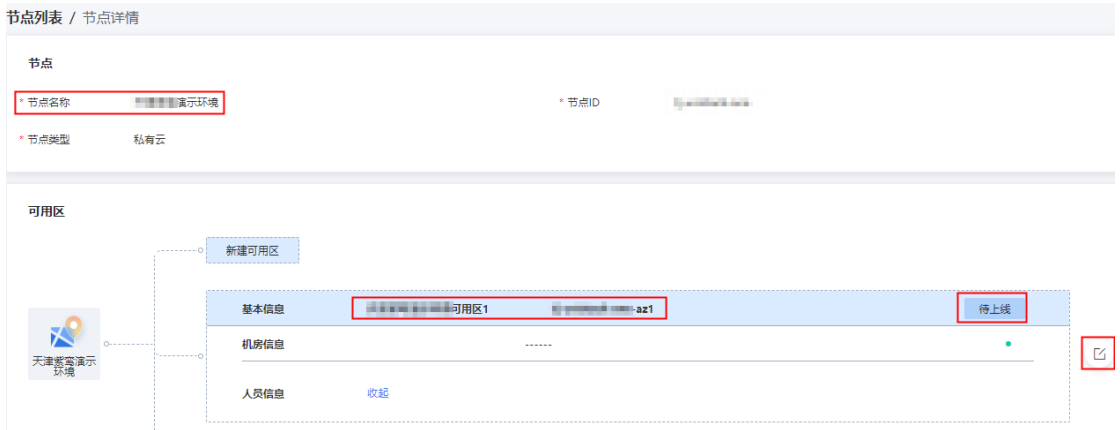 节点列表 / 节点详情
节点
* 节点名称 演示环境 * 节点ID
* 节点类型 私有云
可用区
新建可用区
基本信息 可用区1 -az1 待上线
机房信息 ------
天津紫鸾演示
环境
人员信息 收起